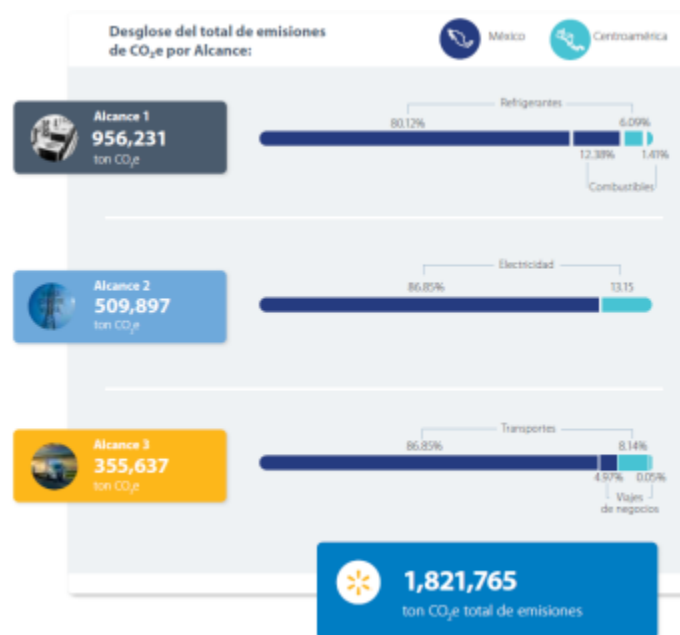 Desglose del total de emisiones
de CO₂e por Alcance:
México
Centroamérica
Alcance 1
956,231
ton CO₂e
Refrigerantes
80.12%
6.09%
12.38%
1.41%
Combustibles
Alcance 2
509,897
ton CO₂e
Electricidad
86.85%
13.15
Alcance 3
355,637
ton CO₂e
Transportes
86.85%
8.14%
4.97%
0.05%
Viajes
de negocios
1,821,765
ton CO₂e total de emisiones